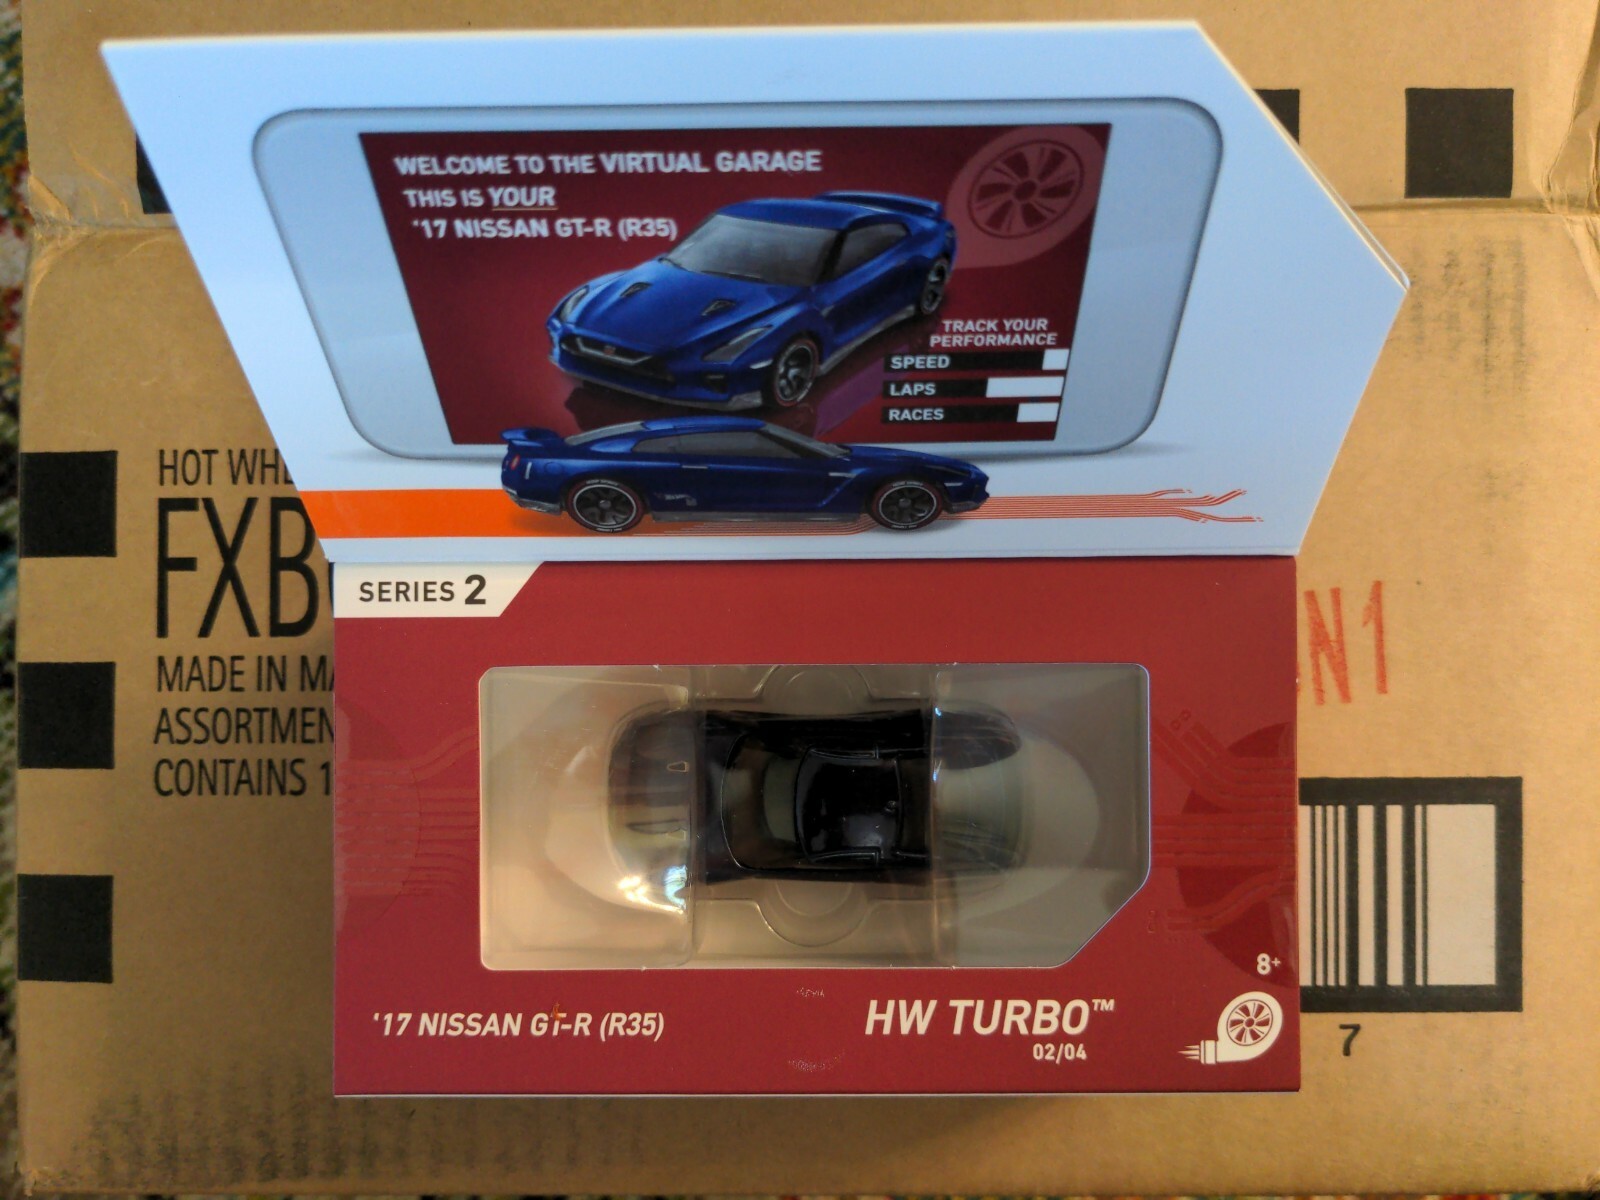 WELCOME TO THE VIRTUAL GARAGE
THIS IS YOUR
'17 NISSAN GT-R (R35)
TRACK YOUR
PERFORMANCE
SPEED
LAPS
RACES
HOT WH
FXB
MADE IN MA
ASSORTMEN
CONTAINS 1
N1
7
SERIES 2
8+
'17 NISSAN GT-R (R35)
HW TURBO™
02/04